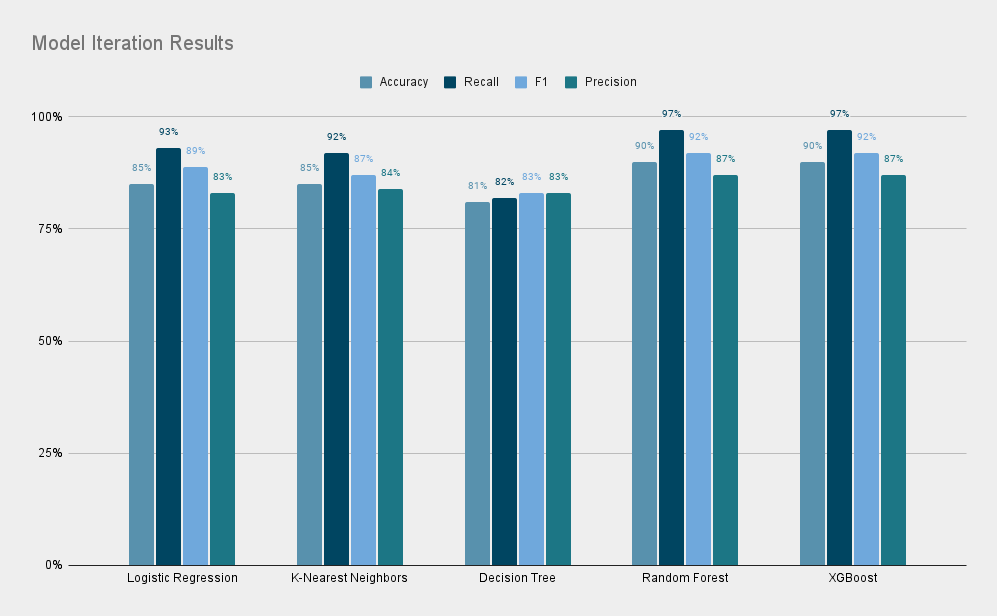 Model Iteration Results
Accuracy Recall F1 Precision
100%
75%
50%
25%
0%
85% 93% 89% 83%
85% 92% 87% 84%
81% 82% 83% 83%
90% 97% 92% 87%
90% 97% 92% 87%
Logistic Regression K-Nearest Neighbors Decision Tree Random Forest XGBoost